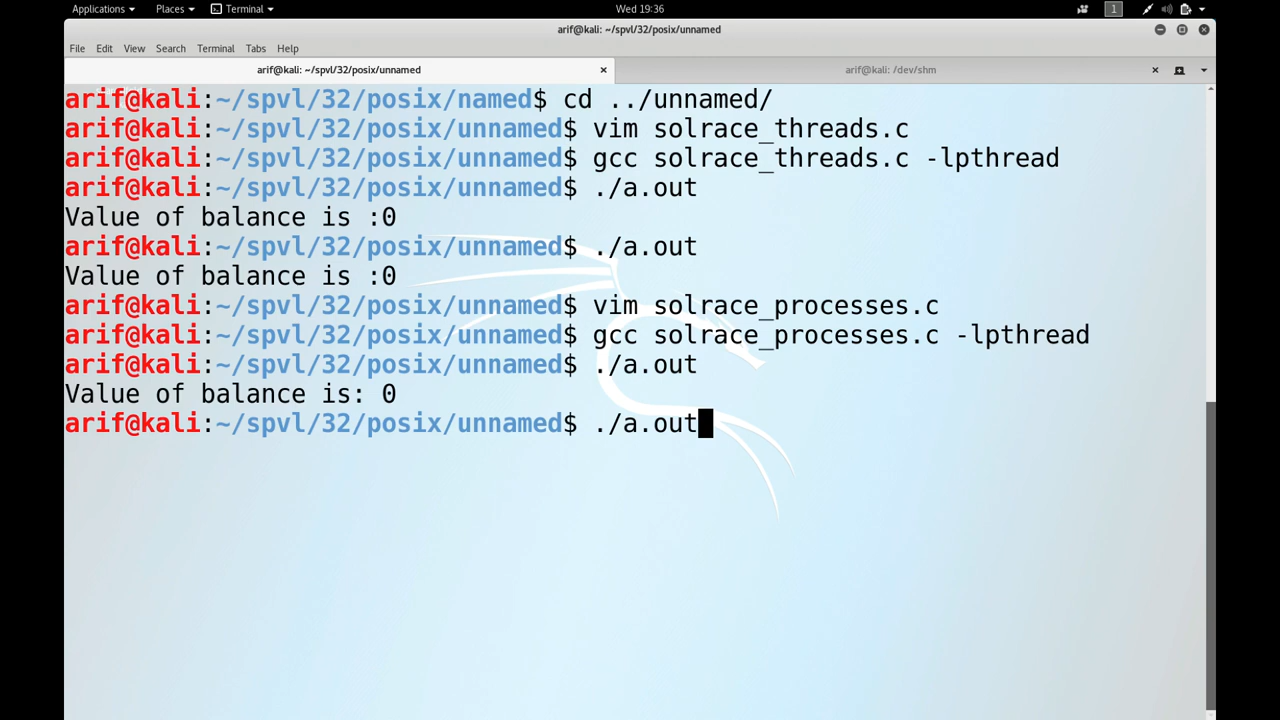 Applications Places Terminal Wed 19:36 1
arif@kali: ~/spvl/32/posix/unnamed
File Edit View Search Terminal Tabs Help
arif@kali: ~/spvl/32/posix/unnamed arif@kali: /dev/shm
arif@kali:~/spvl/32/posix/named$ cd ../unnamed/
arif@kali:~/spvl/32/posix/unnamed$ vim solrace_threads.c
arif@kali:~/spvl/32/posix/unnamed$ gcc solrace_threads.c -lpthread
arif@kali:~/spvl/32/posix/unnamed$ ./a.out
Value of balance is :0
arif@kali:~/spvl/32/posix/unnamed$ ./a.out
Value of balance is :0
arif@kali:~/spvl/32/posix/unnamed$ vim solrace_processes.c
arif@kali:~/spvl/32/posix/unnamed$ gcc solrace_processes.c -lpthread
arif@kali:~/spvl/32/posix/unnamed$ ./a.out
Value of balance is: 0
arif@kali:~/spvl/32/posix/unnamed$ ./a.out